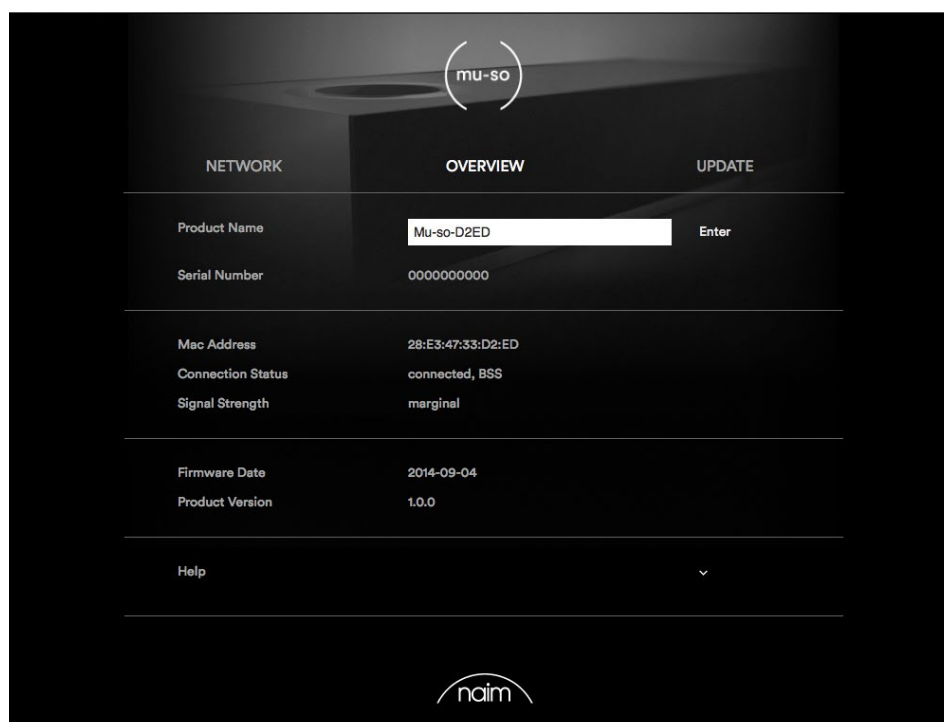 mu-so
NETWORK OVERVIEW UPDATE
Product Name Mu-so-D2ED Enter
Serial Number 0000000000
Mac Address 28:E3:47:33:D2:ED
Connection Status connected, BSS
Signal Strength marginal
Firmware Date 2014-09-04
Product Version 1.0.0
Help
naim